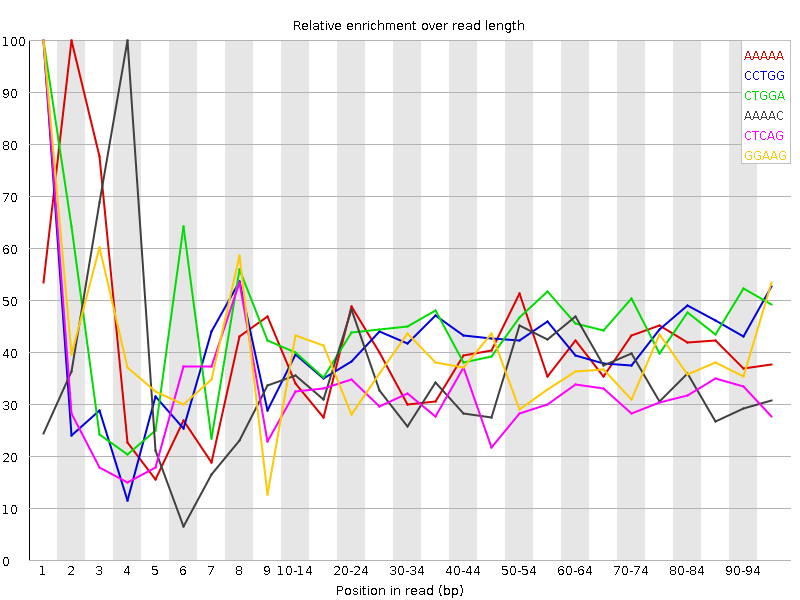 Relative enrichment over read length
100
90
80
70
60
50
40
30
20
10
0
AAAAA
CCTGG
CTGGA
AAAAC
CTCAG
GGAAG
1 2 3 4 5 6 7 8 9 10-14 20-24 30-34 40-44 50-54 60-64 70-74 80-84 90-94
Position in read (bp)